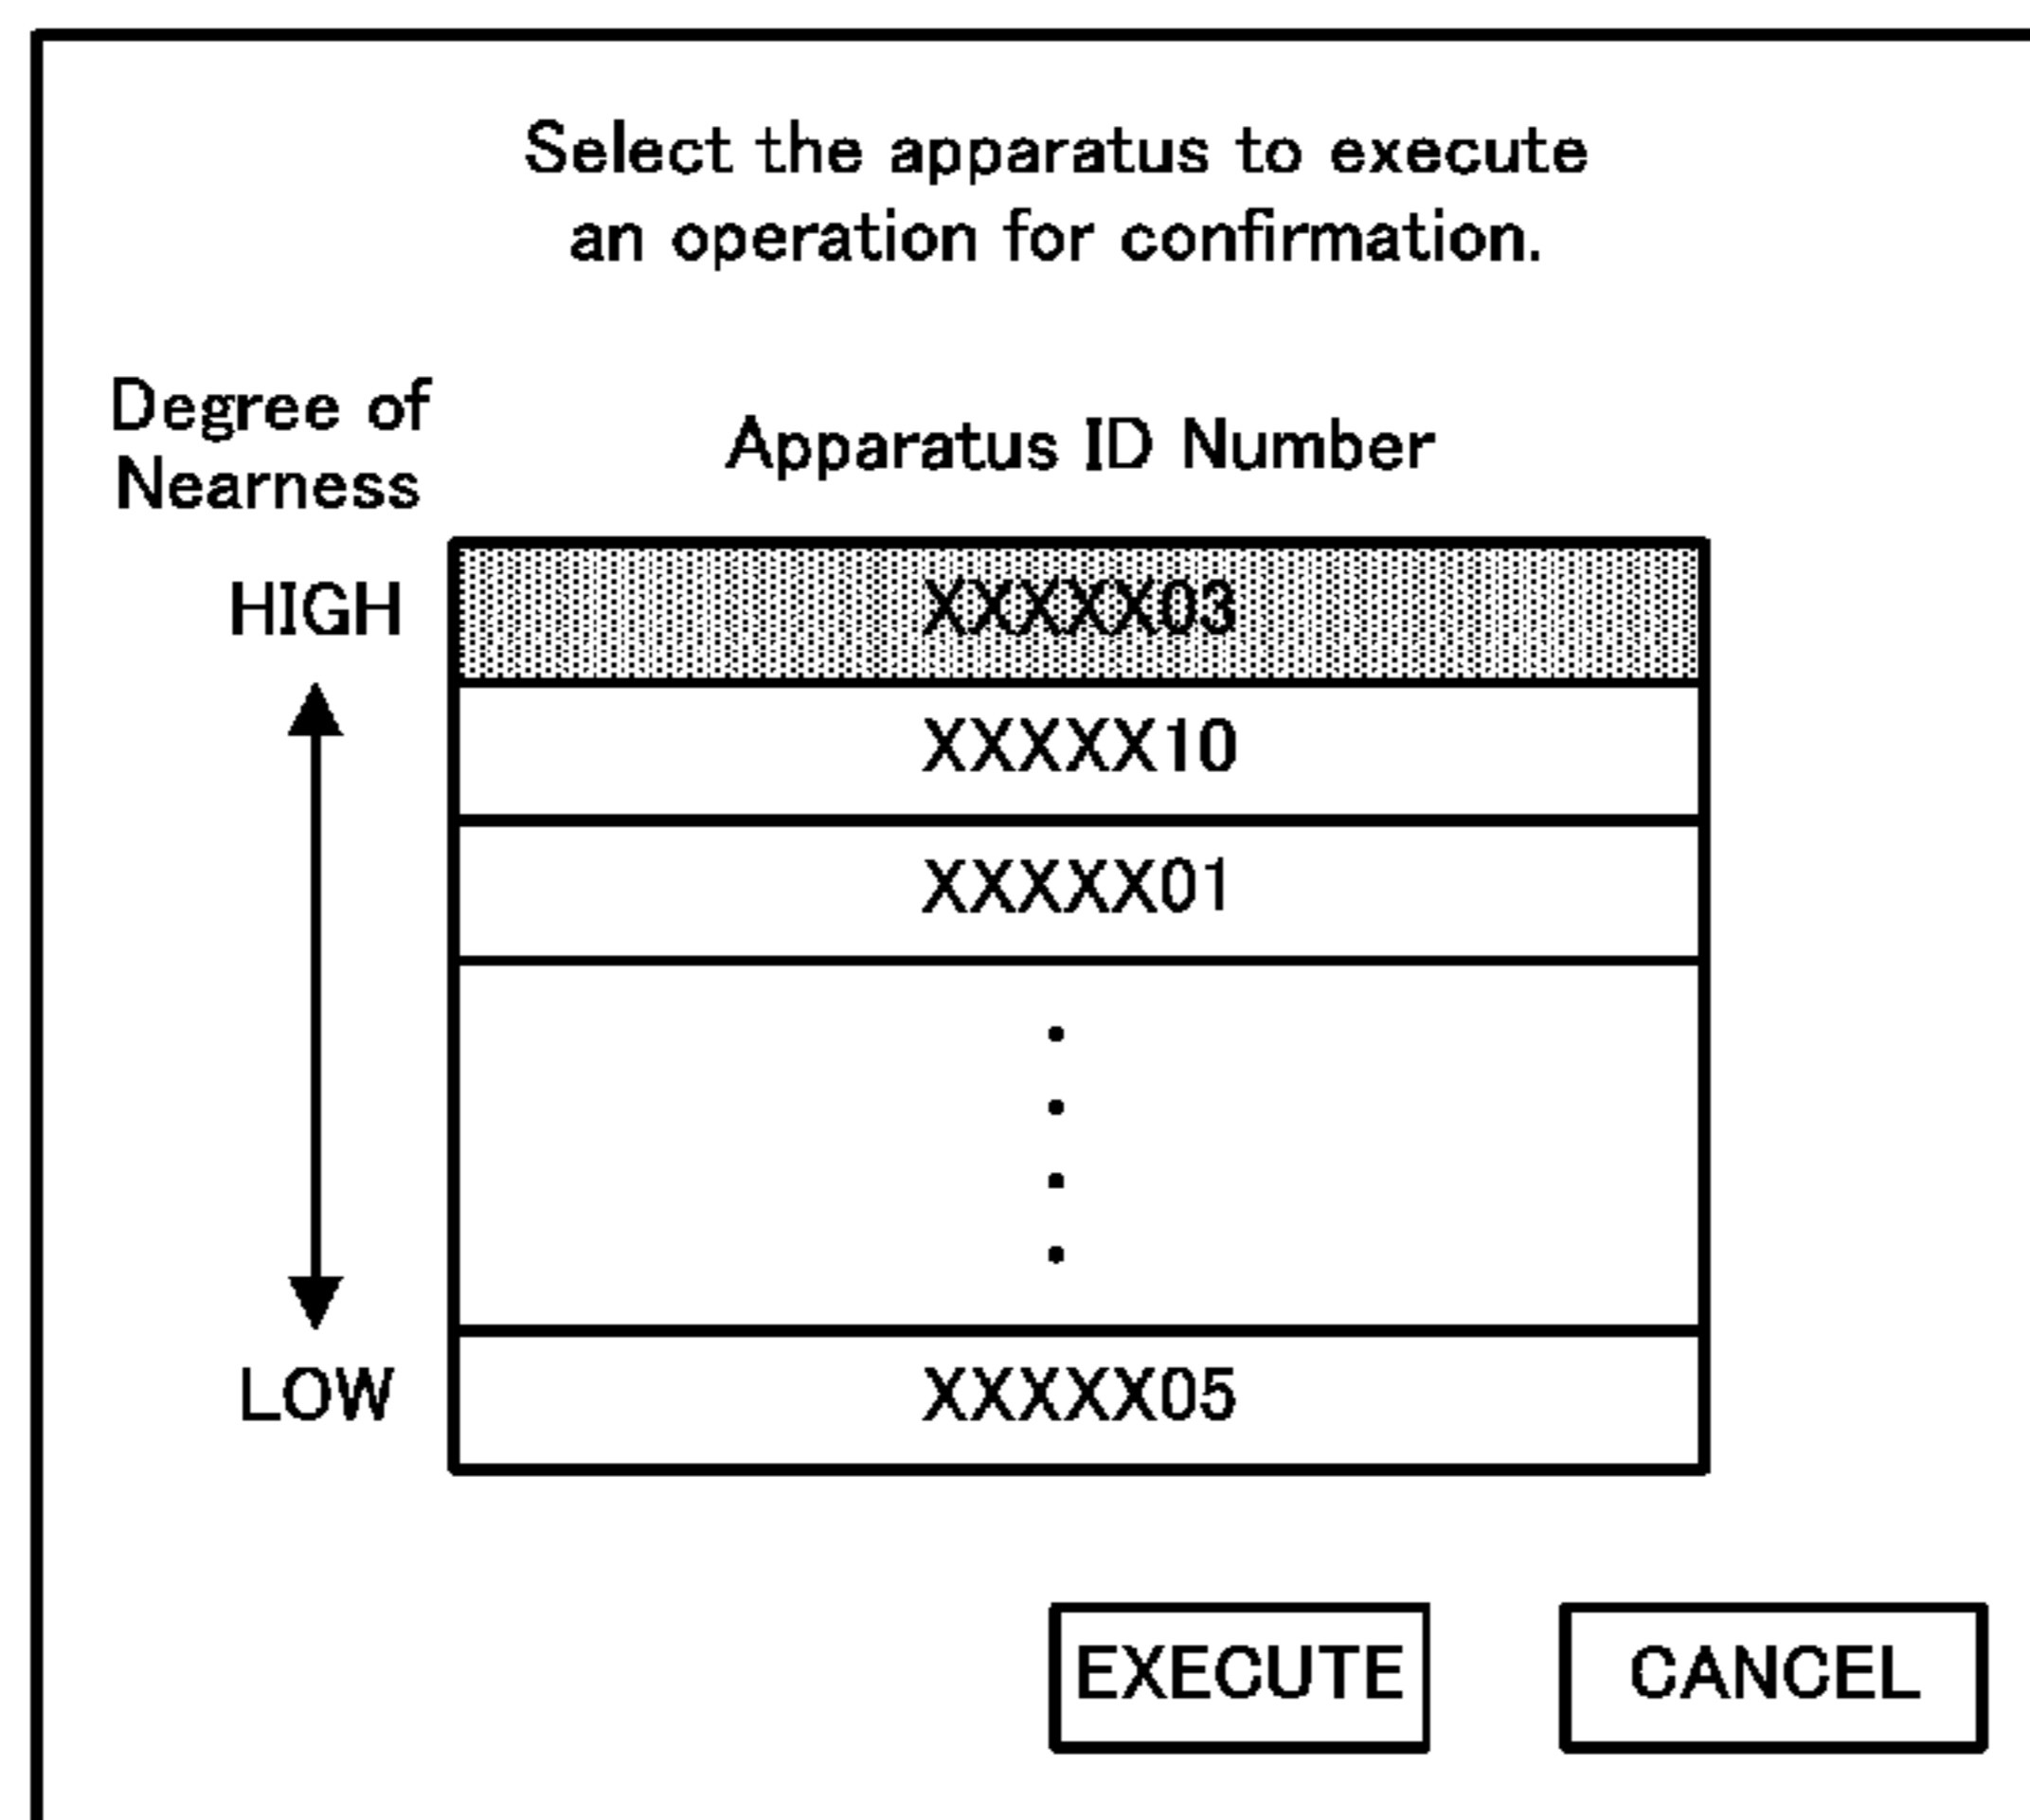 Select the apparatus to execute
an operation for confirmation.
Degree of
Nearness
Apparatus ID Number
HIGH
XXXXX03
XXXXX10
XXXXX01
LOW
XXXXX05
EXECUTE
CANCEL